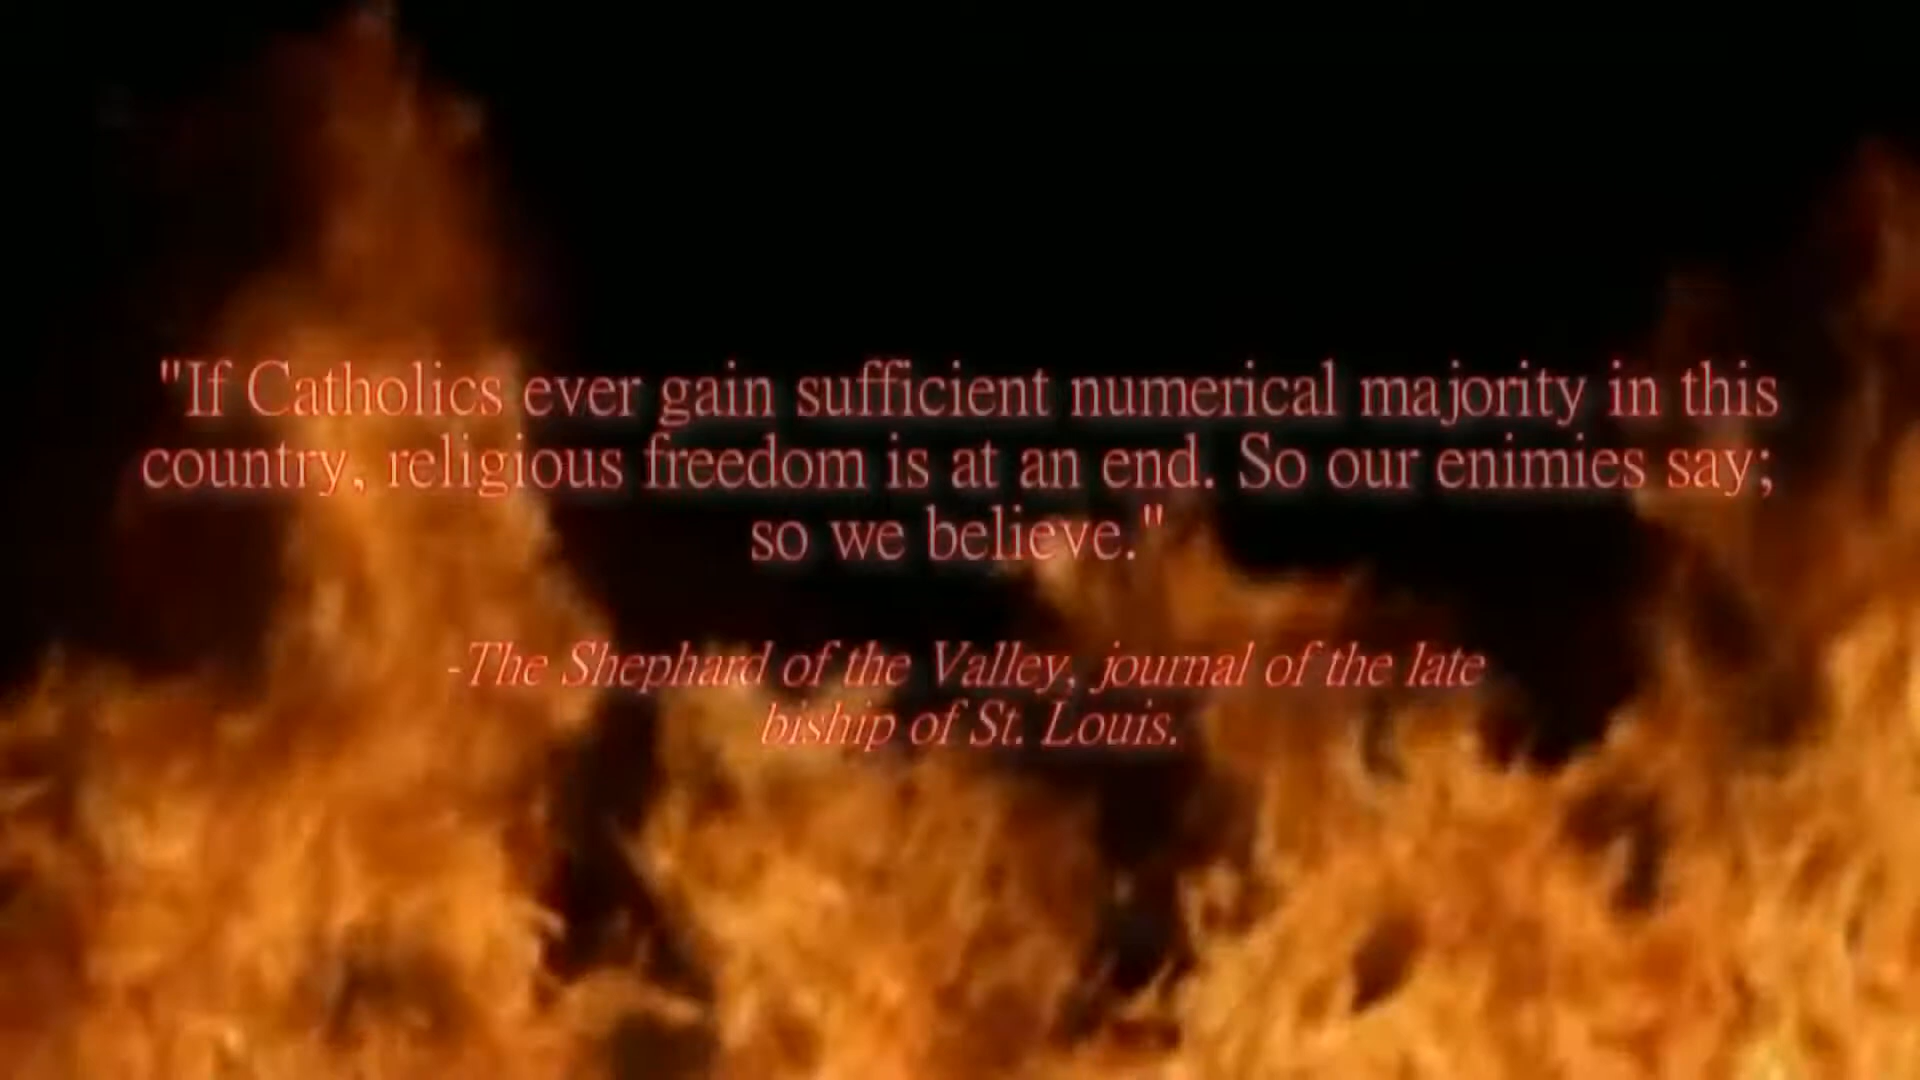 "If Catholics ever gain sufficient numerical majority in this
country, religious freedom is at an end. So our enimies say;
so we believe."
-The Shephard of the Valley, journal of the late
biship of St. Louis.